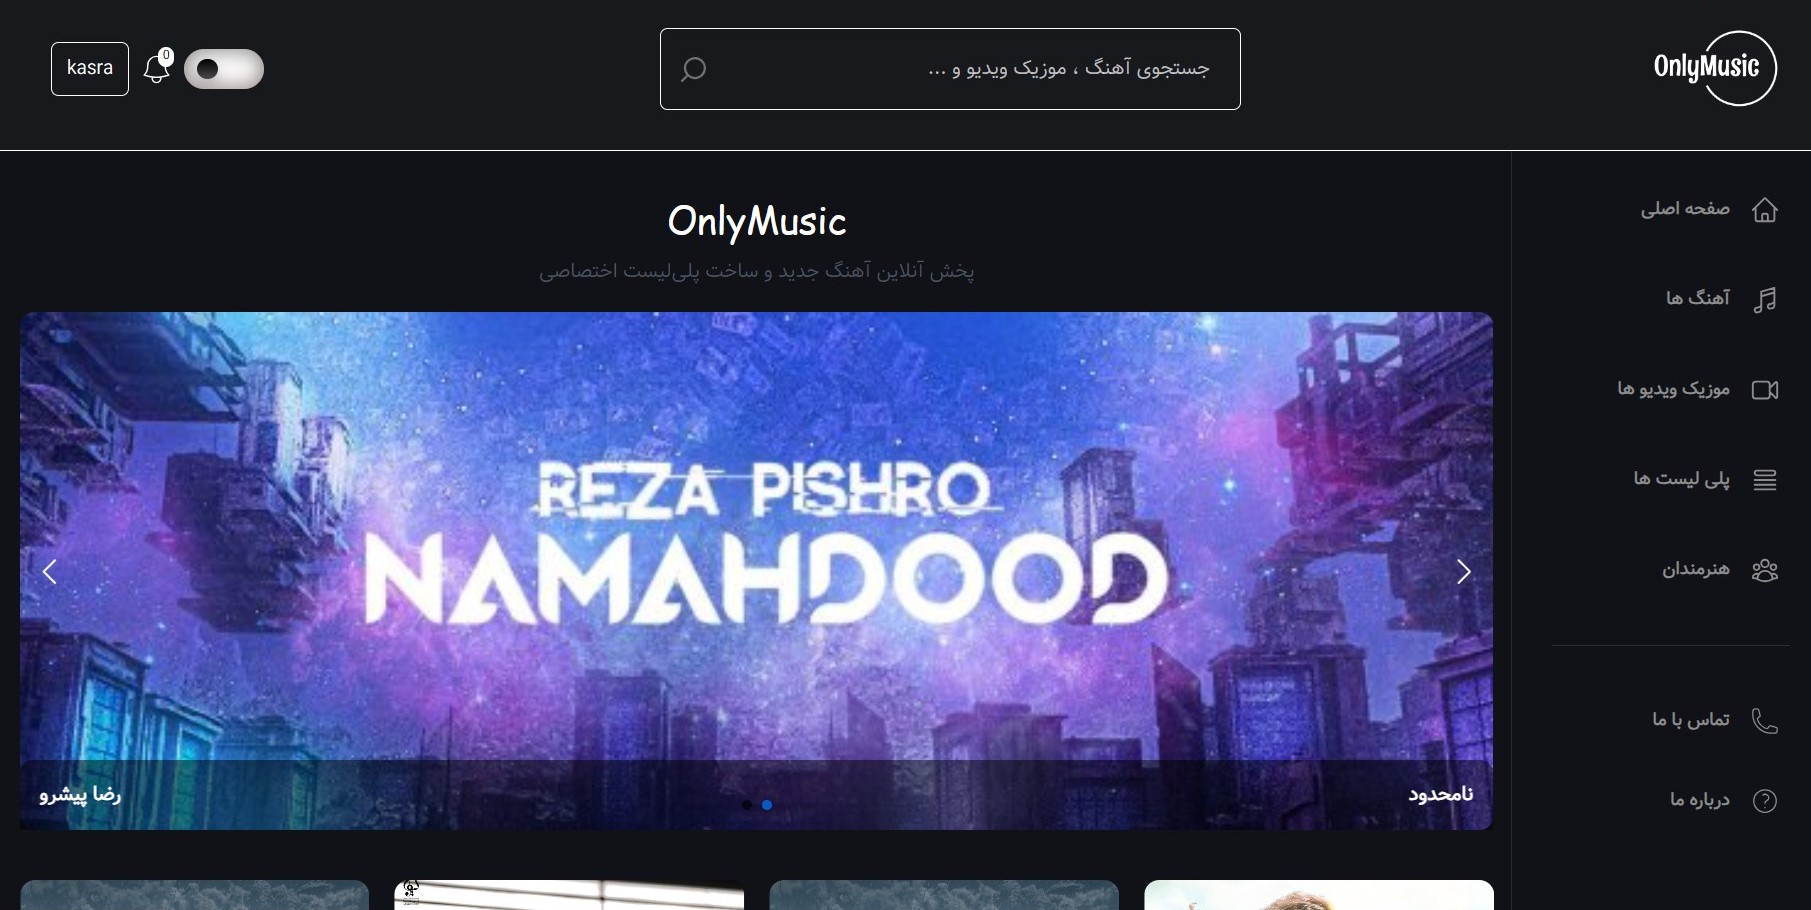 OnlyMusic
جستجوی آهنگ ، موزیک ویدیو و ...
0
kasra
صفحه اصلی
آهنگ ها
موزیک ویدیو ها
پلی لیست ها
هنرمندان
تماس با ما
درباره ما
OnlyMusic
پخش آنلاین آهنگ جدید و ساخت پلی‌لیست اختصاصی
REZA PISHRO
NAMAHDOOD
نامحدود
رضا پیشرو